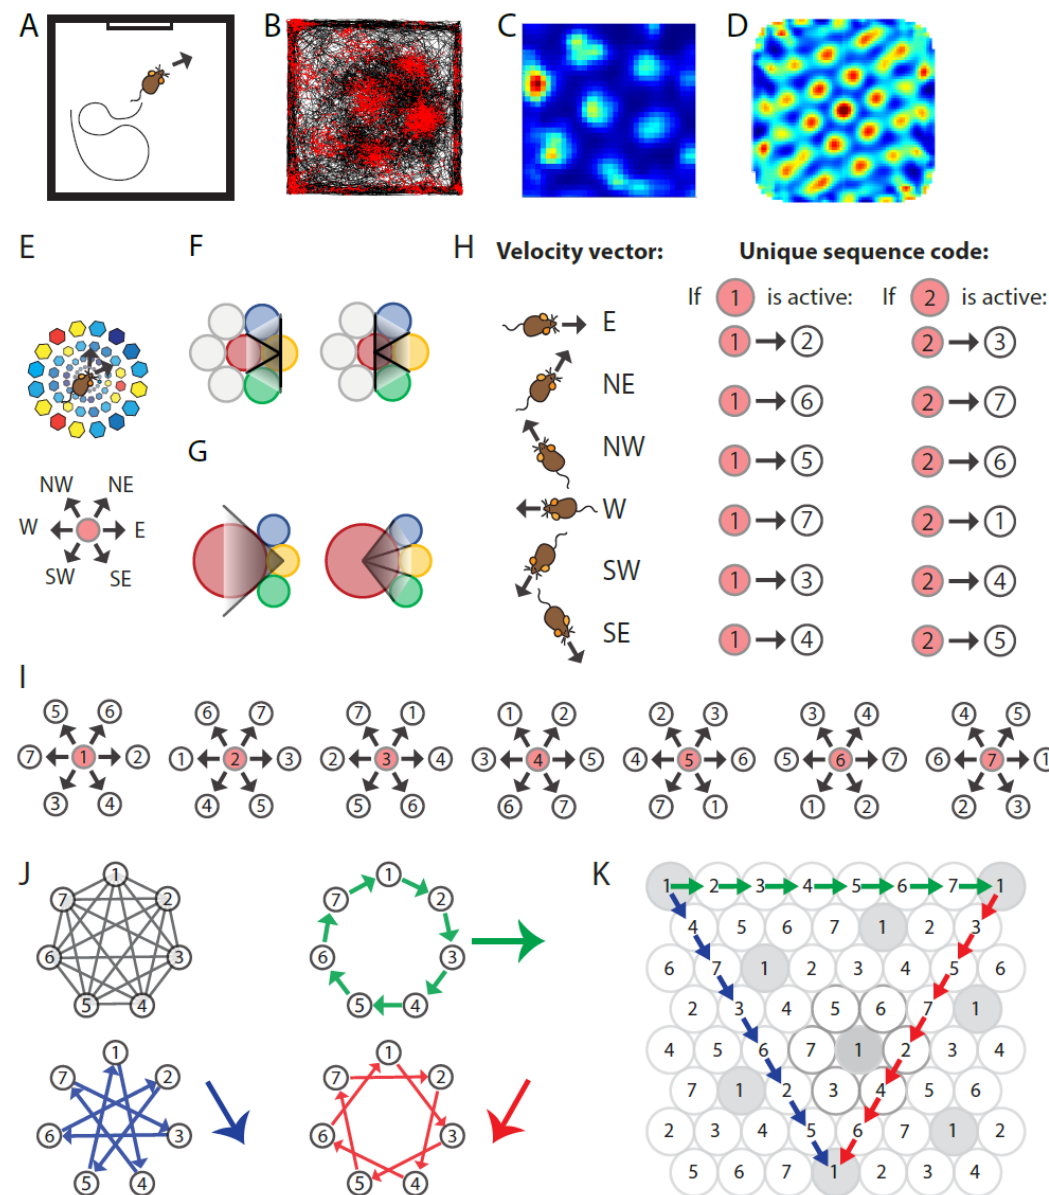 A
B
C
D
E
NW NE
W E
SW SE
F
G
H
Velocity vector: Unique sequence code:
If 1 is active: If 2 is active:
E 1 2 2 3
NE 1 6 2 7
NW 1 5 2 6
W 1 7 2 1
SW 1 3 2 4
SE 1 4 2 5
I
5 6 6 7 7 1 1 2 2 3 3 4 4 5
7 1 2 1 2 3 2 3 4 3 4 5 4 5 6 5 6 7 6 7 1
3 4 4 5 5 6 6 7 7 1 1 2 2 3
J
1
7 2
6 3
5 4
1
7 2
6 3
5 4
1
7 2
6 3
5 4
1
7 2
6 3
5 4
K
1 2 3 4 5 6 7 1
4 5 6 7 1 2 3
6 7 1 2 3 4 5 6
2 3 4 5 6 7 1
4 5 6 7 1 2 3 4
7 1 2 3 4 5 6
2 3 4 5 6 7 1 2
5 6 7 1 2 3 4